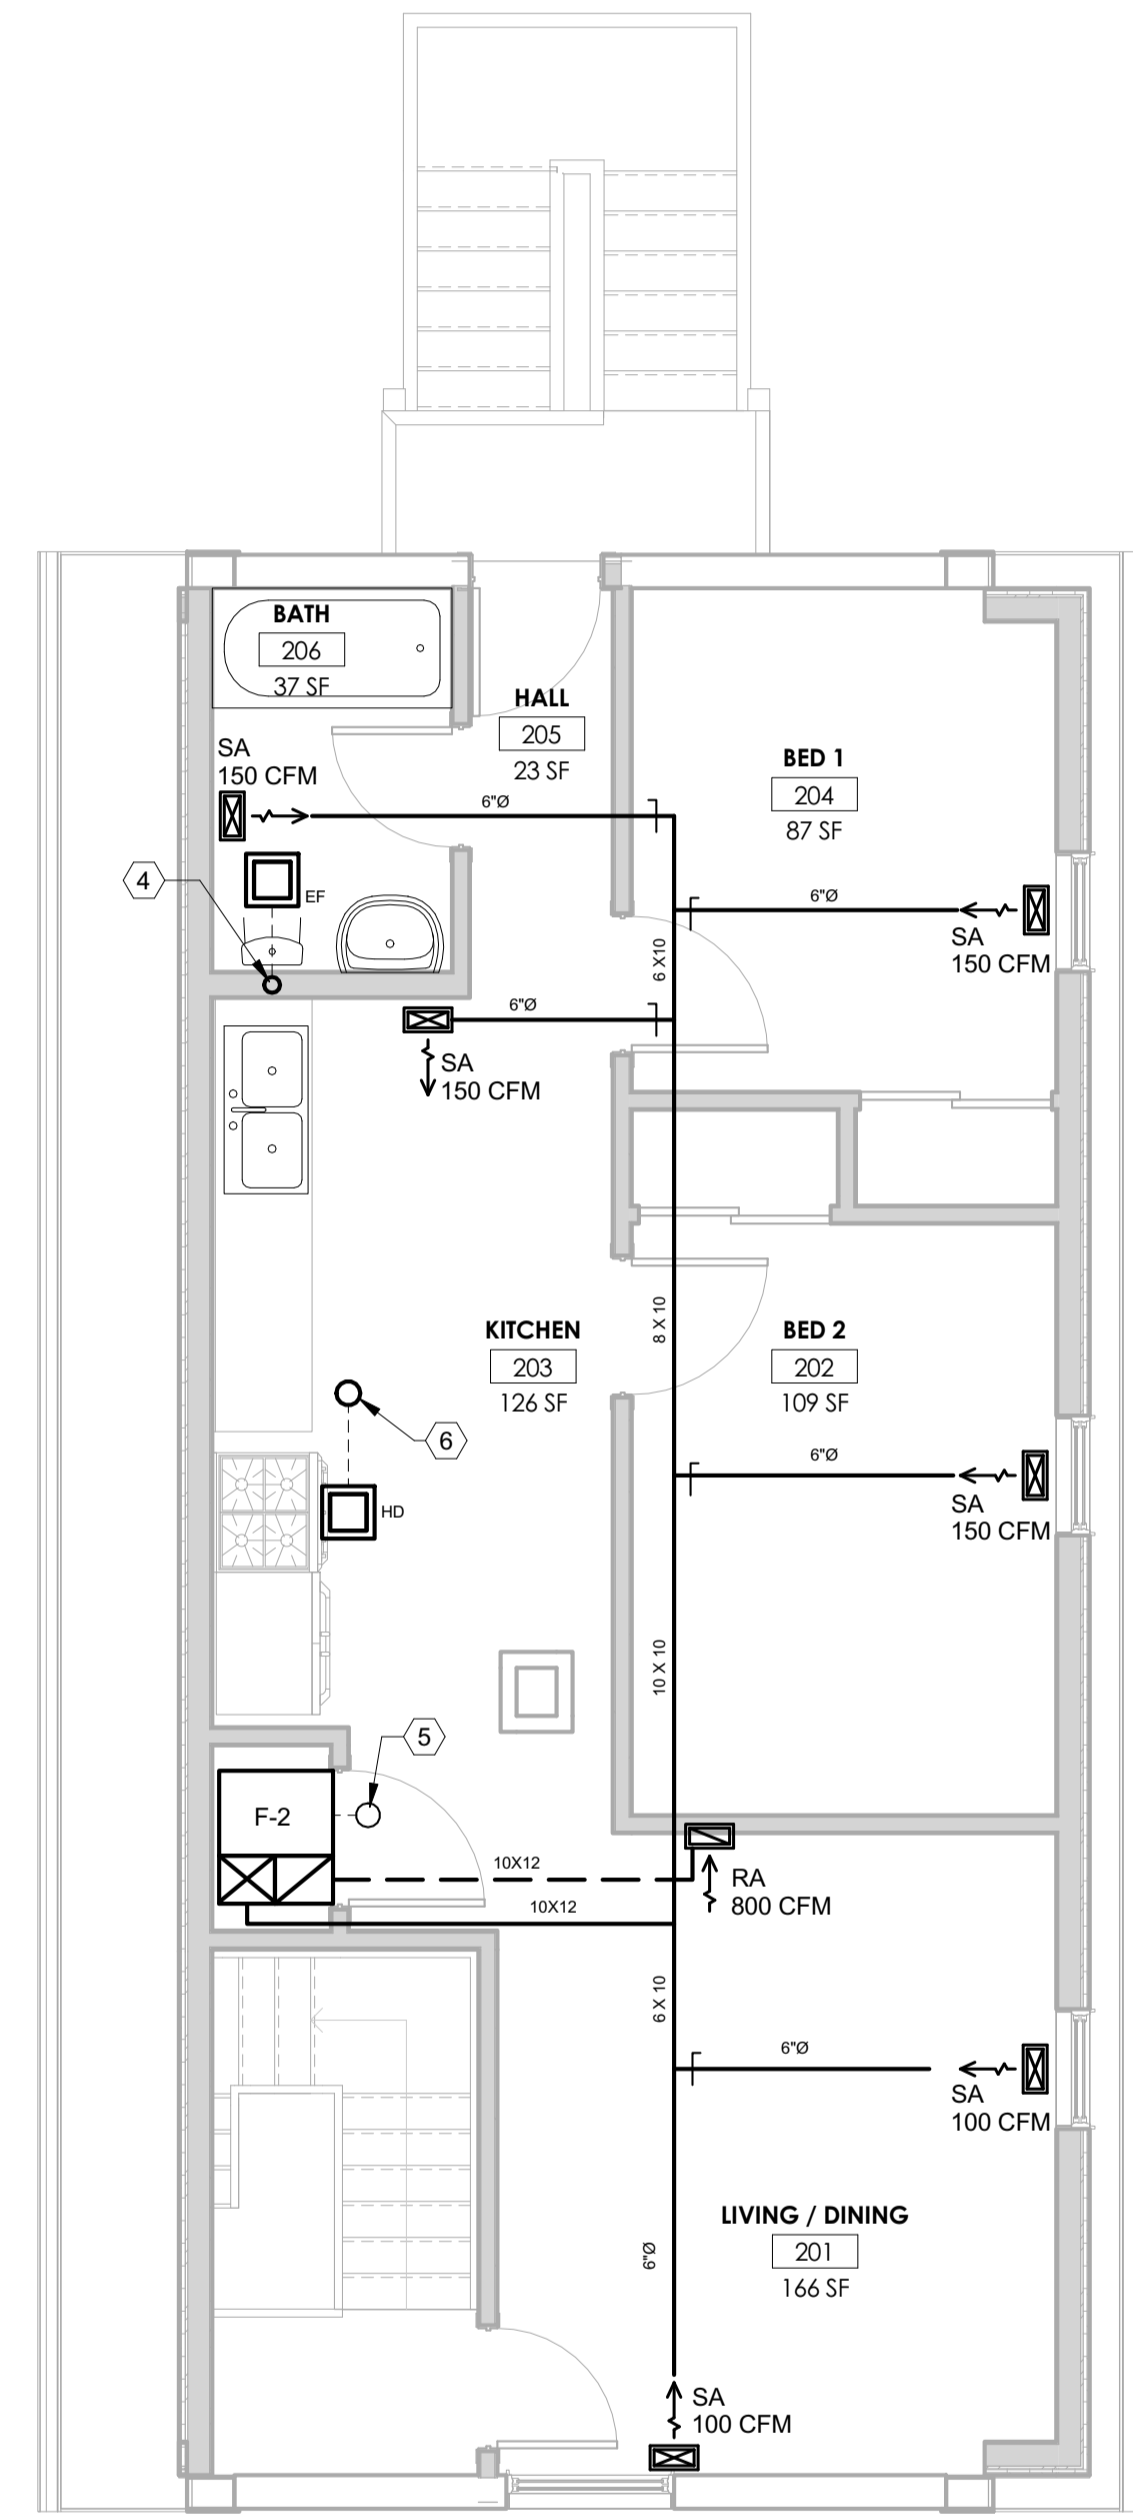 BATH
206
37 SF
HALL
205
23 SF
SA
150 CFM
6"Ø
BED 1
204
87 SF
4
EF
6"Ø
SA
150 CFM
6 X10
6"Ø
SA
150 CFM
8 X 10
KITCHEN
203
126 SF
BED 2
202
109 SF
6
6"Ø
SA
150 CFM
HD
10 X 10
5
F-2
10X12
RA
800 CFM
10X12
6 X 10
6"Ø
SA
100 CFM
LIVING / DINING
201
166 SF
6"Ø
SA
100 CFM